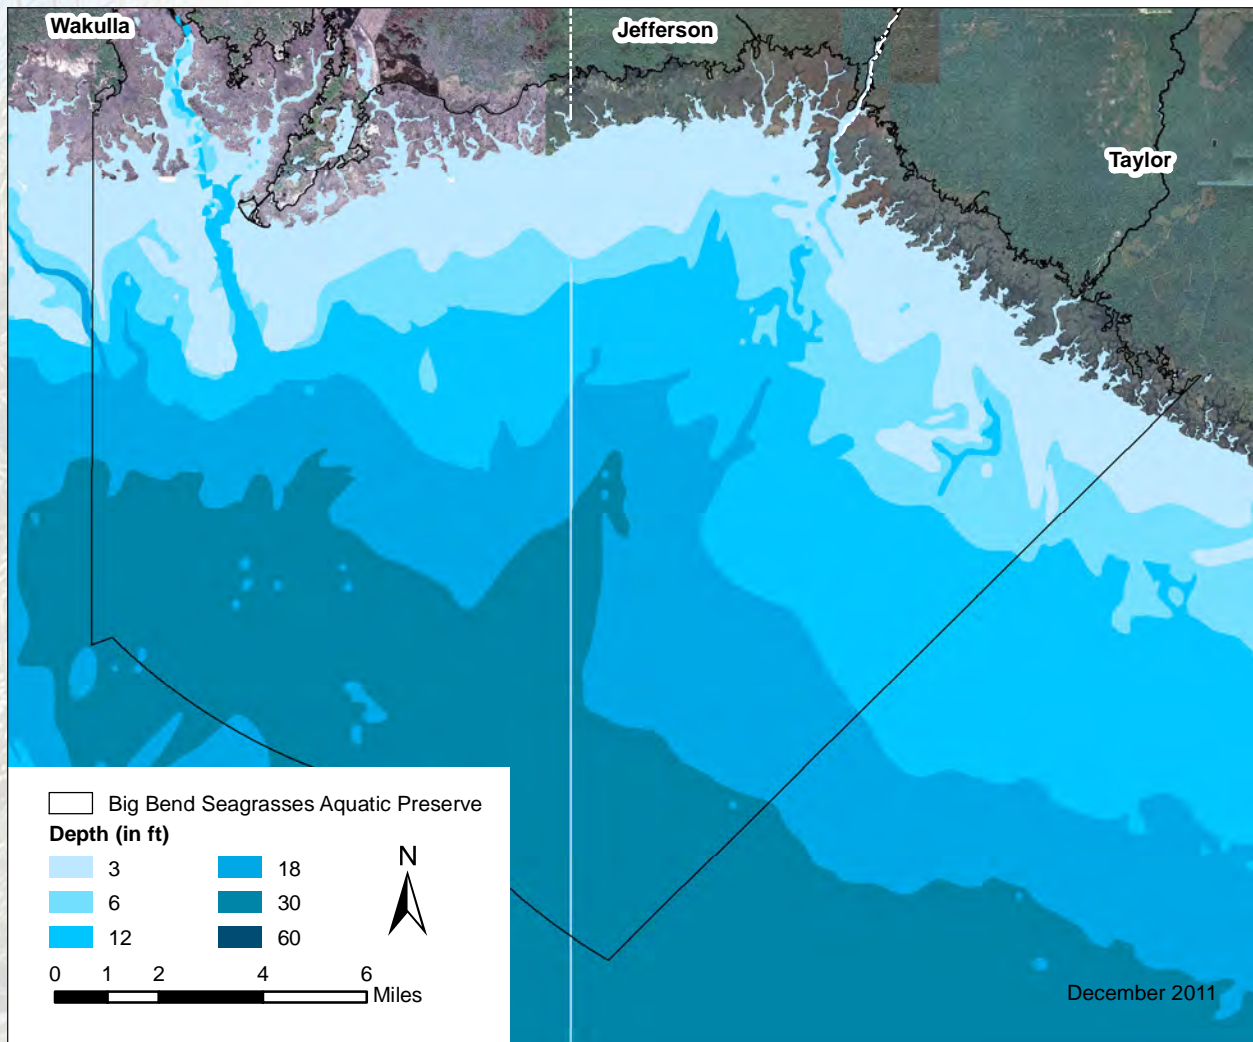 Wakulla
Jefferson
Taylor
Big Bend Seagrasses Aquatic Preserve
Depth (in ft)
3 18
6 30
12 60
N
0 1 2 4 6
Miles
December 2011